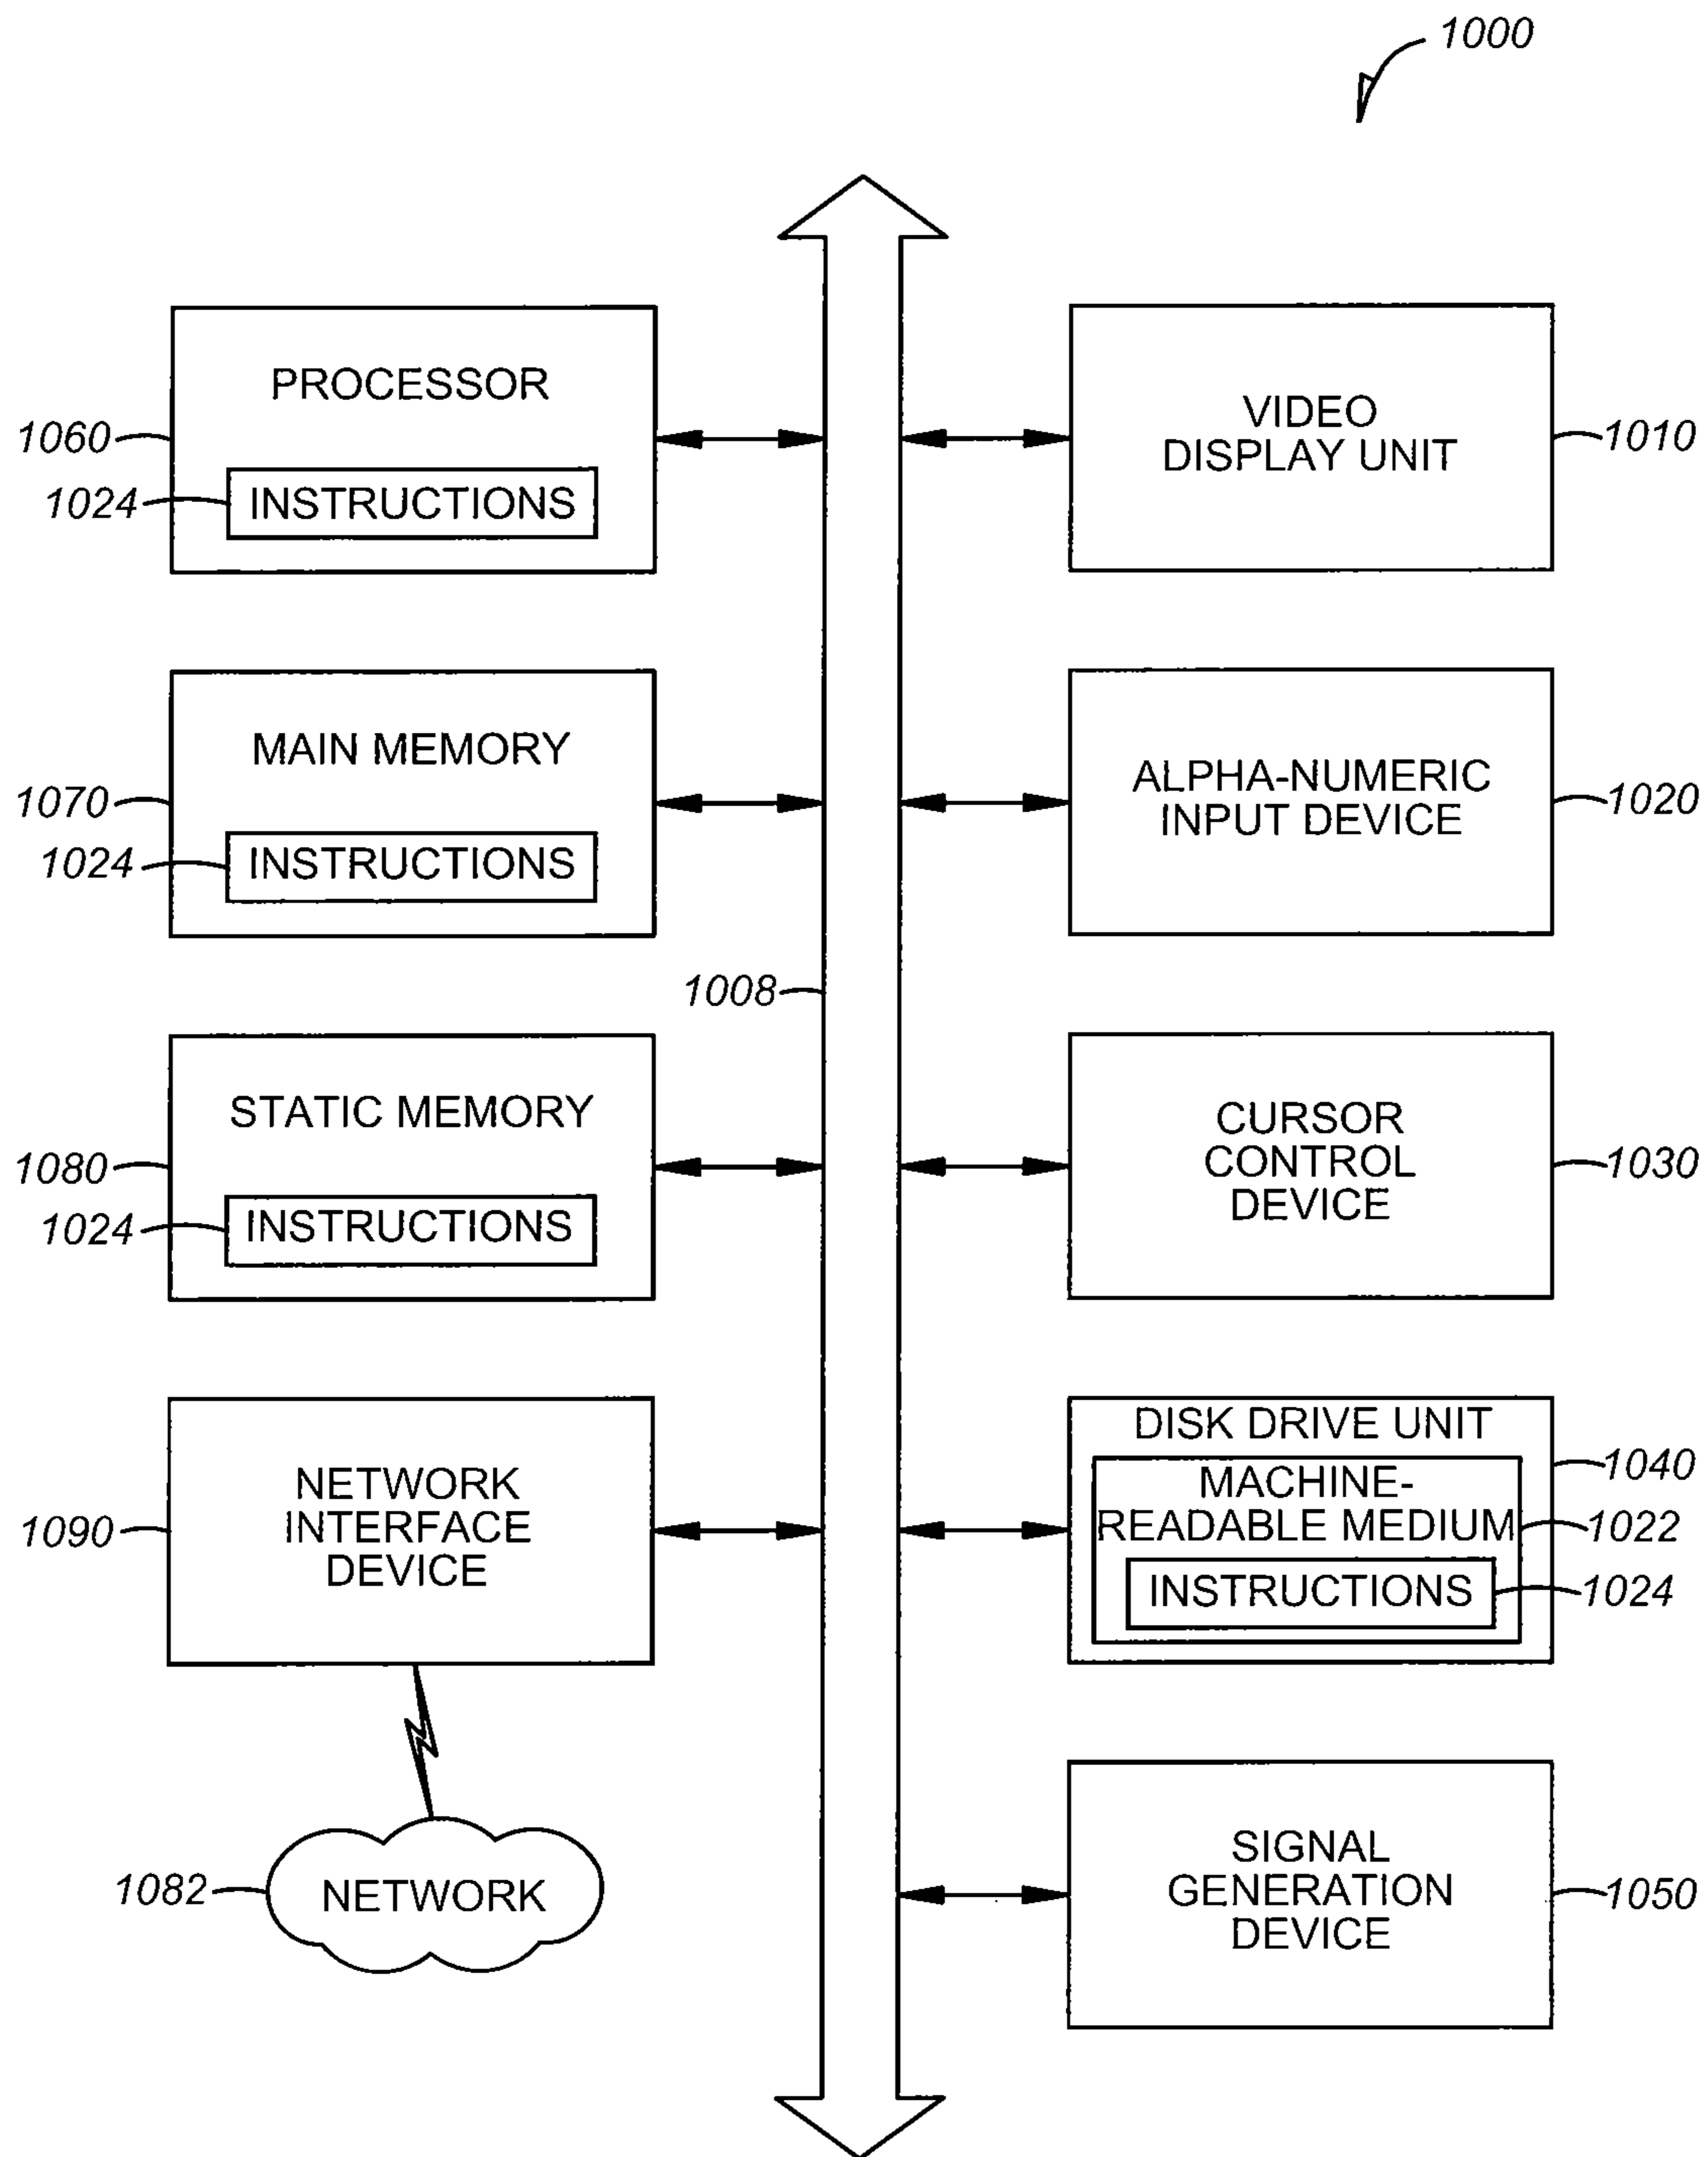 1000
PROCESSOR
1060
1024
INSTRUCTIONS
VIDEO
DISPLAY UNIT
1010
MAIN MEMORY
1070
1024
INSTRUCTIONS
ALPHA-NUMERIC
INPUT DEVICE
1020
1008
STATIC MEMORY
1080
1024
INSTRUCTIONS
CURSOR
CONTROL
DEVICE
1030
NETWORK
INTERFACE
DEVICE
1090
DISK DRIVE UNIT
1040
MACHINE-
READABLE MEDIUM
1022
INSTRUCTIONS
1024
1082
NETWORK
SIGNAL
GENERATION
DEVICE
1050